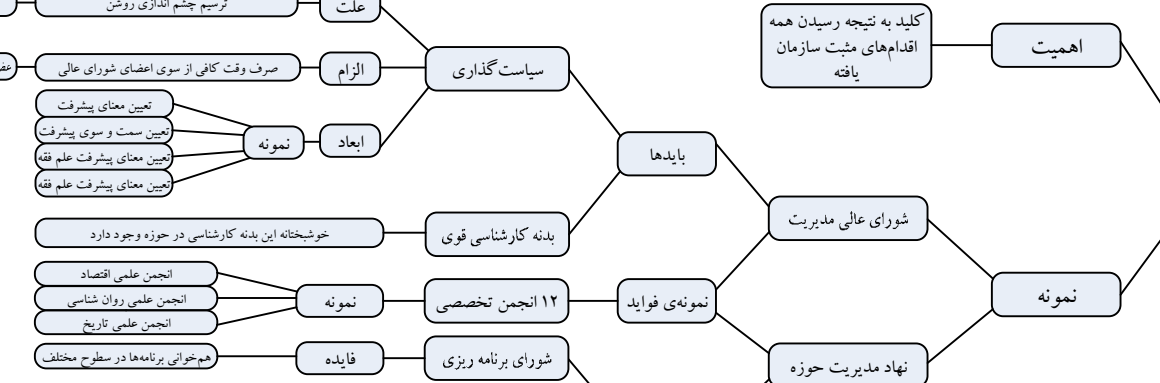 کلید به نتیجه رسیدن همه
اقدام‌های مثبت سازمان
یافته
اهمیت
نمونه
شورای عالی مدیریت
نهاد مدیریت حوزه
بایدها
نمونه‌ی فواید
سیاست‌گذاری
بدنه کارشناسی قوی
۱۲ انجمن تخصصی
شورای برنامه ریزی
علت
ترسیم چشم اندازی روشن
الزام
صرف وقت کافی از سوی اعضای شورای عالی
ابعاد
نمونه
تعیین معنای پیشرفت
تعیین سمت و سوی پیشرفت
تعیین معنای پیشرفت علم فقه
تعیین معنای پیشرفت علم فقه
خوشبختانه این بدنه کارشناسی در حوزه وجود دارد
نمونه
انجمن علمی اقتصاد
انجمن علمی روان شناسی
انجمن علمی تاریخ
فایده
هم‌خوانی برنامه‌ها در سطوح مختلف